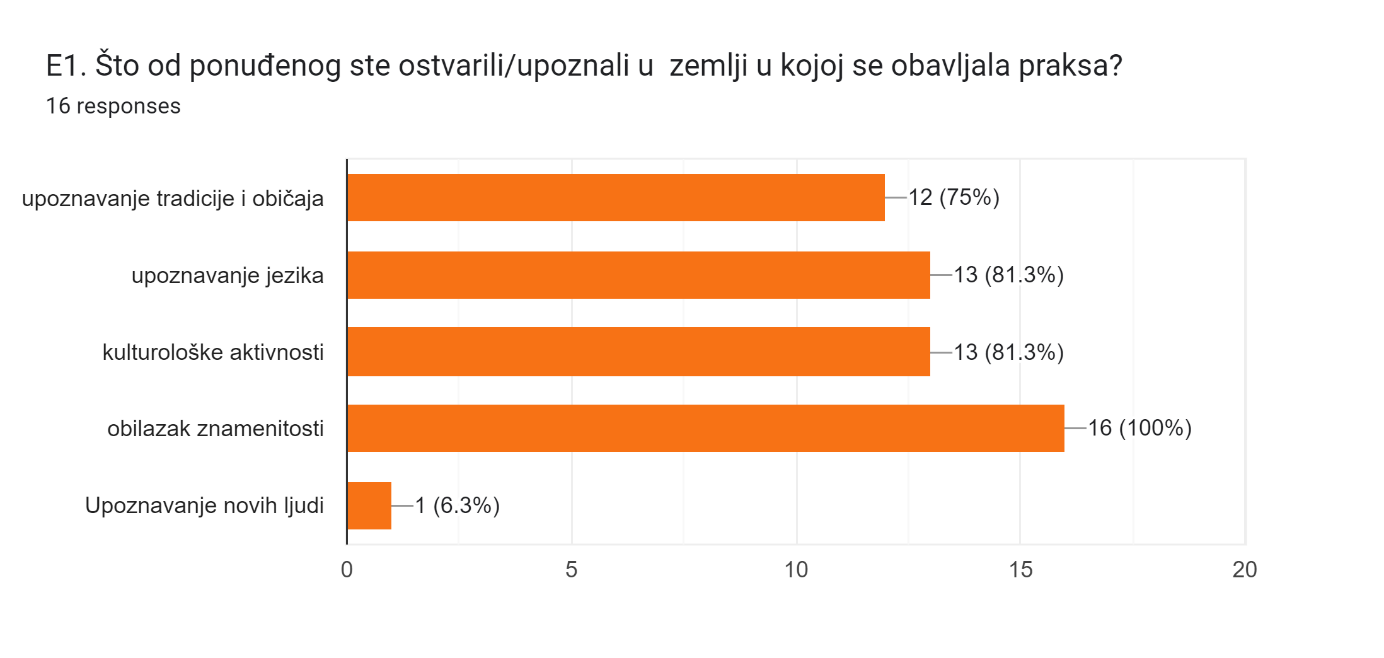 E1. Što od ponuđenog ste ostvarili/upoznali u  zemlji u kojoj se obavljala praksa?
16 responses
upoznavanje tradicije i običaja
12 (75%)
upoznavanje jezika
13 (81.3%)
kulturološke aktivnosti
13 (81.3%)
obilazak znamenitosti
16 (100%)
Upoznavanje novih ljudi
1 (6.3%)
0 5 10 15 20